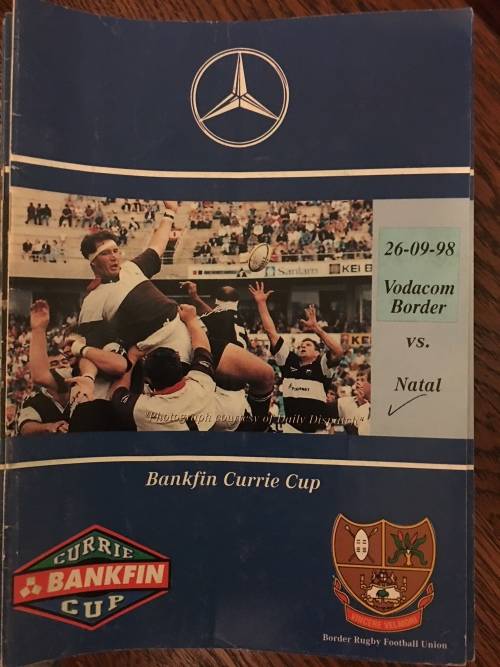 26-09-98
Vodacom
Border
vs.
Natal
Sanlam
KEI
"Photograph courtesy of Daily Dispatch"
Bankfin Currie Cup
CURRIE
BANKFIN
CUP
Border Rugby Football Union